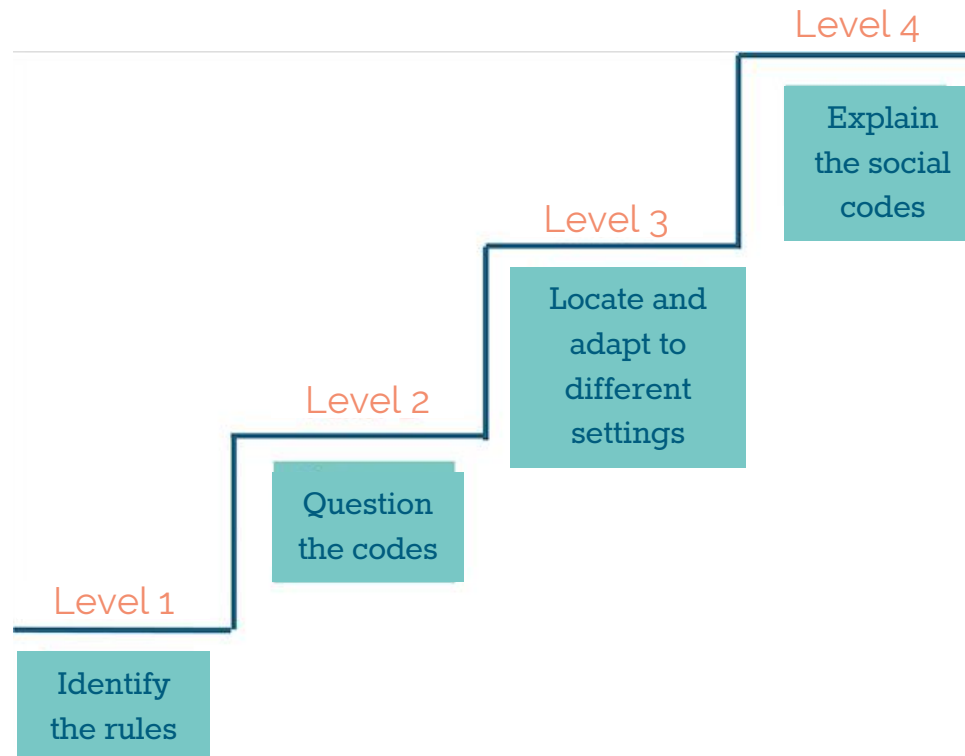 Level 4
Explain
the social
codes
Level 3
Locate and
adapt to
different
settings
Level 2
Question
the codes
Level 1
Identify
the rules